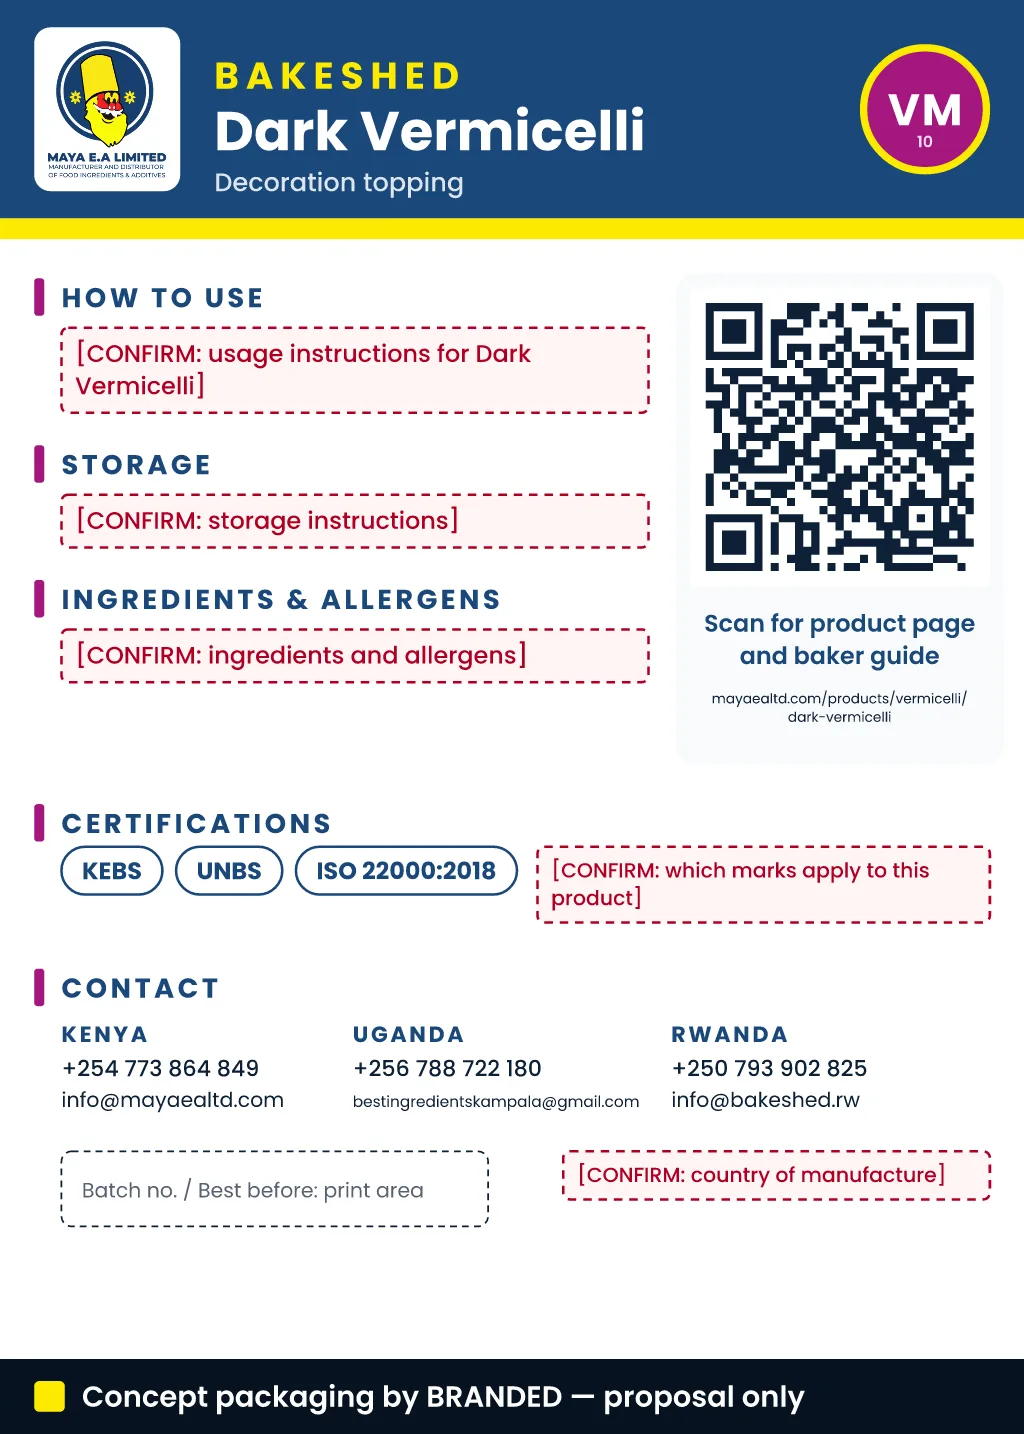 MAYA E.A LIMITED
MANUFACTURER AND DISTRIBUTOR
OF FOOD INGREDIENTS & ADDITIVES
BAKESHED
Dark Vermicelli
Decoration topping
VM
10
HOW TO USE
[CONFIRM: usage instructions for Dark
Vermicelli]
STORAGE
[CONFIRM: storage instructions]
INGREDIENTS & ALLERGENS
[CONFIRM: ingredients and allergens]
Scan for product page
and baker guide
mayaealtd.com/products/vermicelli/
dark-vermicelli
CERTIFICATIONS
KEBS
UNBS
ISO 22000:2018
[CONFIRM: which marks apply to this
product]
CONTACT
KENYA
+254 773 864 849
info@mayaealtd.com
UGANDA
+256 788 722 180
bestingredientskampala@gmail.com
RWANDA
+250 793 902 825
info@bakeshed.rw
Batch no. / Best before: print area
[CONFIRM: country of manufacture]
Concept packaging by BRANDED — proposal only